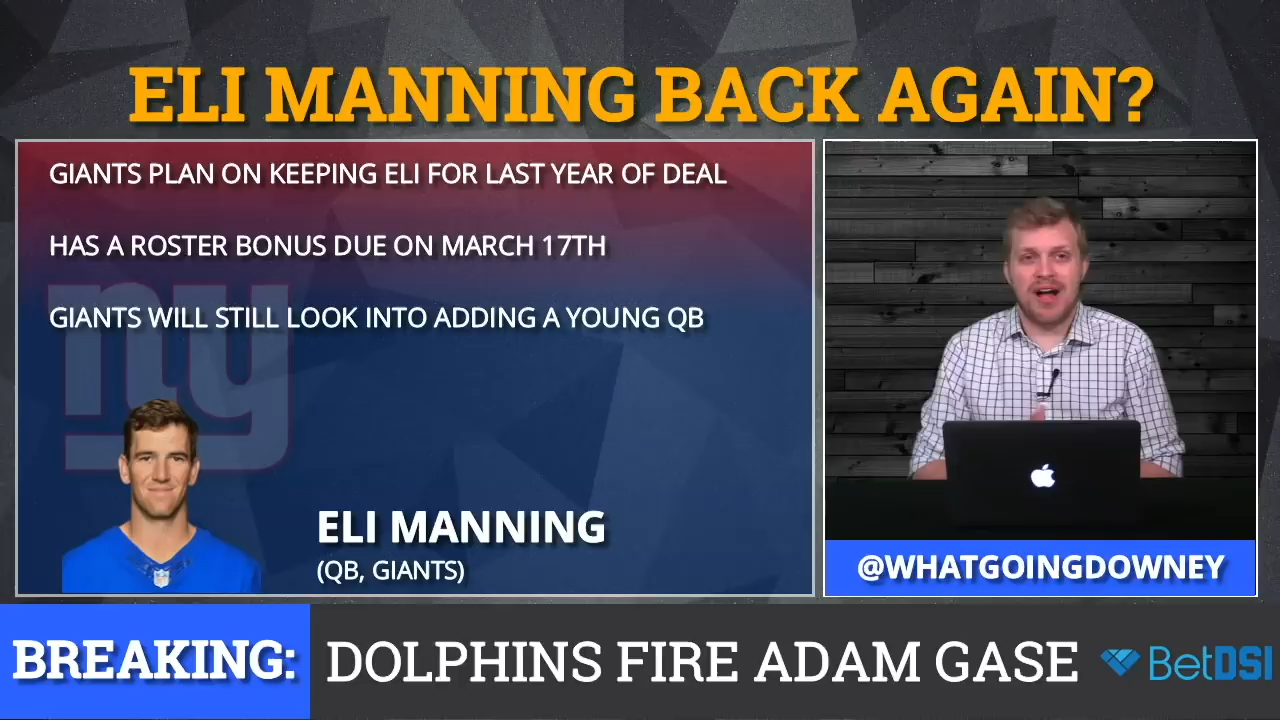 ELI MANNING BACK AGAIN?
GIANTS PLAN ON KEEPING ELI FOR LAST YEAR OF DEAL
HAS A ROSTER BONUS DUE ON MARCH 17TH
GIANTS WILL STILL LOOK INTO ADDING A YOUNG QB
ny
ELI MANNING
(QB, GIANTS)
@WHATGOINGDOWNEY
BREAKING: DOLPHINS FIRE ADAM GASE BetDSI